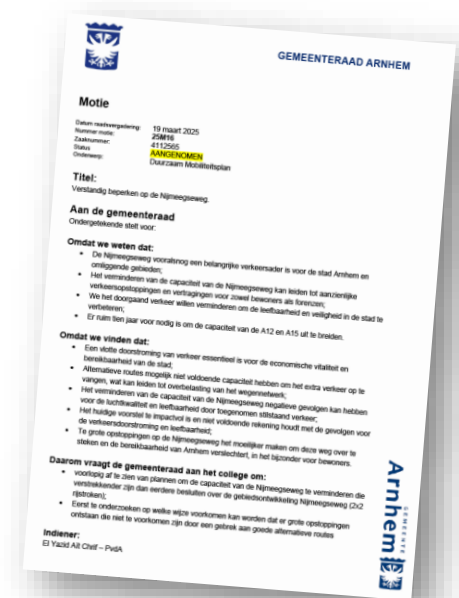 GEMEENTERAAD ARNHEM
Motie
Datum raadsvergadering: 19 maart 2025
Nummer motie: 25M16
Zaaknummer: 4112565
Status AANGENOMEN
Onderwerp: Duurzaam Mobiliteitsplan
Titel:
Verstandig beperken op de Nijmeegseweg.
Aan de gemeenteraad
Ondergetekende stelt voor:
Omdat we weten dat:
• De Nijmeegseweg vooralsnog een belangrijke verkeersader is voor de stad Arnhem en
omliggende gebieden;
• Het verminderen van de capaciteit van de Nijmeegseweg kan leiden tot aanzienlijke
verkeersopstoppingen en vertragingen voor zowel bewoners als forenzen;
• We het doorgaand verkeer willen verminderen om de leefbaarheid en veiligheid in de stad te
verbeteren;
• Er ruim tien jaar voor nodig is om de capaciteit van de A12 en A15 uit te breiden.
Omdat we vinden dat:
• Een vlotte doorstroming van verkeer essentieel is voor de economische vitaliteit en
bereikbaarheid van de stad;
• Alternatieve routes mogelijk niet voldoende capaciteit hebben om het extra verkeer op te
vangen, wat kan leiden tot overbelasting van het wegennetwerk;
• Het verminderen van de capaciteit van de Nijmeegseweg negatieve gevolgen kan hebben
voor de luchtkwaliteit en leefbaarheid door toegenomen stilstaand verkeer;
• Het huidige voorstel te impactvol is en niet voldoende rekening houdt met de gevolgen voor
de verkeersdoorstroming en leefbaarheid;
• Te grote opstoppingen op de Nijmeegseweg het moeilijker maken om deze weg over te
steken en de bereikbaarheid van Arnhem verslechtert, in het bijzonder voor bewoners.
Daarom vraagt de gemeenteraad aan het college om:
• voorlopig af te zien van plannen om de capaciteit van de Nijmeegseweg te verminderen die
verstrekkender zijn dan eerdere besluiten over de gebiedsontwikkeling Nijmeegseweg (2x2
rijstroken);
• Eerst te onderzoeken op welke wijze voorkomen kan worden dat er grote opstoppingen
ontstaan die niet te voorkomen zijn door een gebrek aan goede alternatieve routes
Indiener:
El Yazid Aït Chrif – PvdA
GEMEENTE
Arnhem